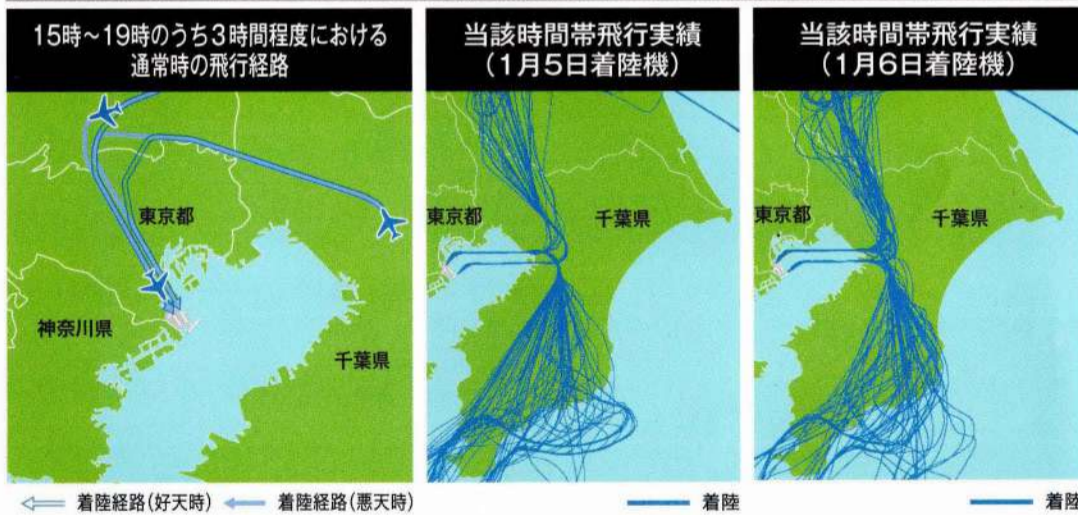 15時～19時のうち3時間程度における
通常時の飛行経路
東京都
神奈川県
千葉県
着陸経路(好天時)
着陸経路(悪天時)
当該時間帯飛行実績
(1月5日着陸機)
東京都
千葉県
着陸
当該時間帯飛行実績
(1月6日着陸機)
東京都
千葉県
着陸